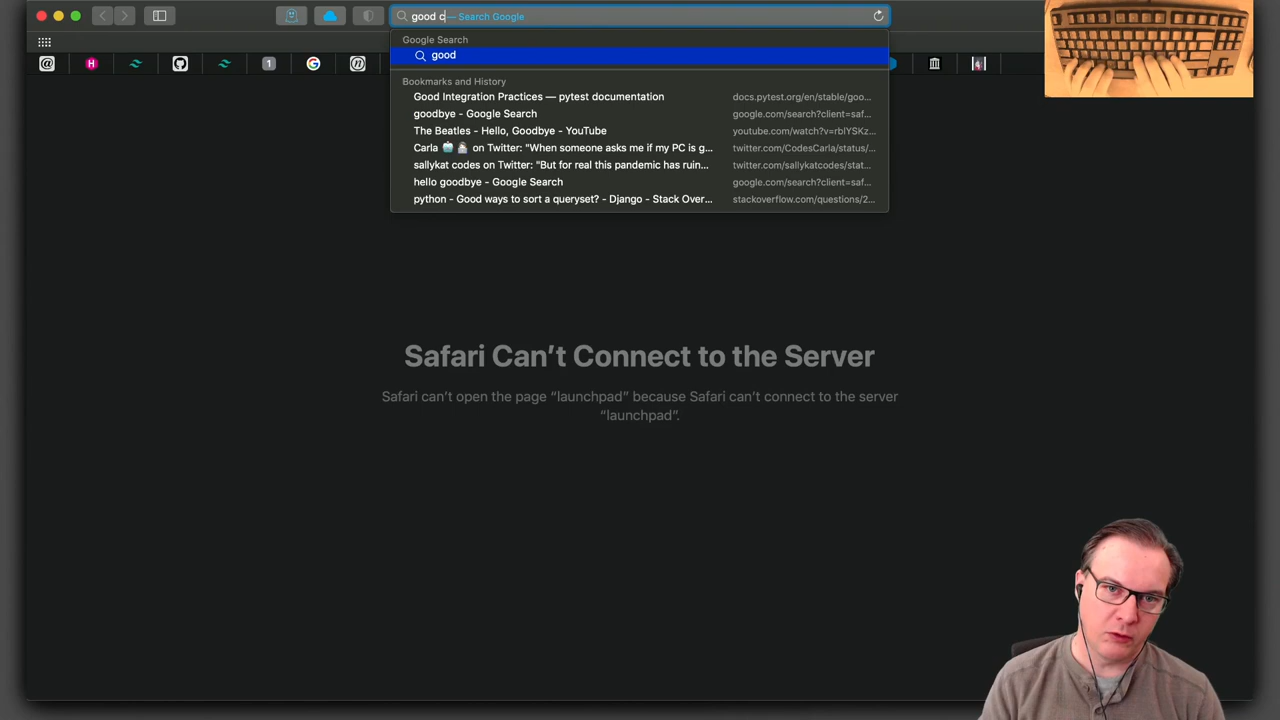 good c — Search Google
Google Search
good
1
Bookmarks and History
Good Integration Practices — pytest documentation docs.pytest.org/en/stable/goo...
goodbye - Google Search google.com/search?client=saf...
The Beatles - Hello, Goodbye - YouTube youtube.com/watch?v=rblYSKz...
Carla on Twitter: "When someone asks me if my PC is g... twitter.com/CodesCarla/status/...
sallykat codes on Twitter: "But for real this pandemic has ruin... twitter.com/sallykatcodes/stat...
hello goodbye - Google Search google.com/search?client=saf...
python - Good ways to sort a queryset? - Django - Stack Over... stackoverflow.com/questions/2...
Safari Can't Connect to the Server
Safari can't open the page “launchpad” because Safari can't connect to the server
“launchpad”.